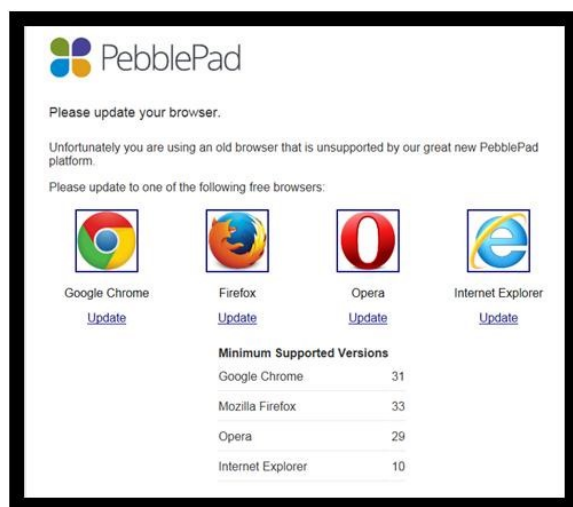 PebblePad
Please update your browser.
Unfortunately you are using an old browser that is unsupported by our great new PebblePad
platform.
Please update to one of the following free browsers:
Google Chrome Firefox Opera Internet Explorer
Update Update Update Update
Minimum Supported Versions
Google Chrome 31
Mozilla Firefox 33
Opera 29
Internet Explorer 10